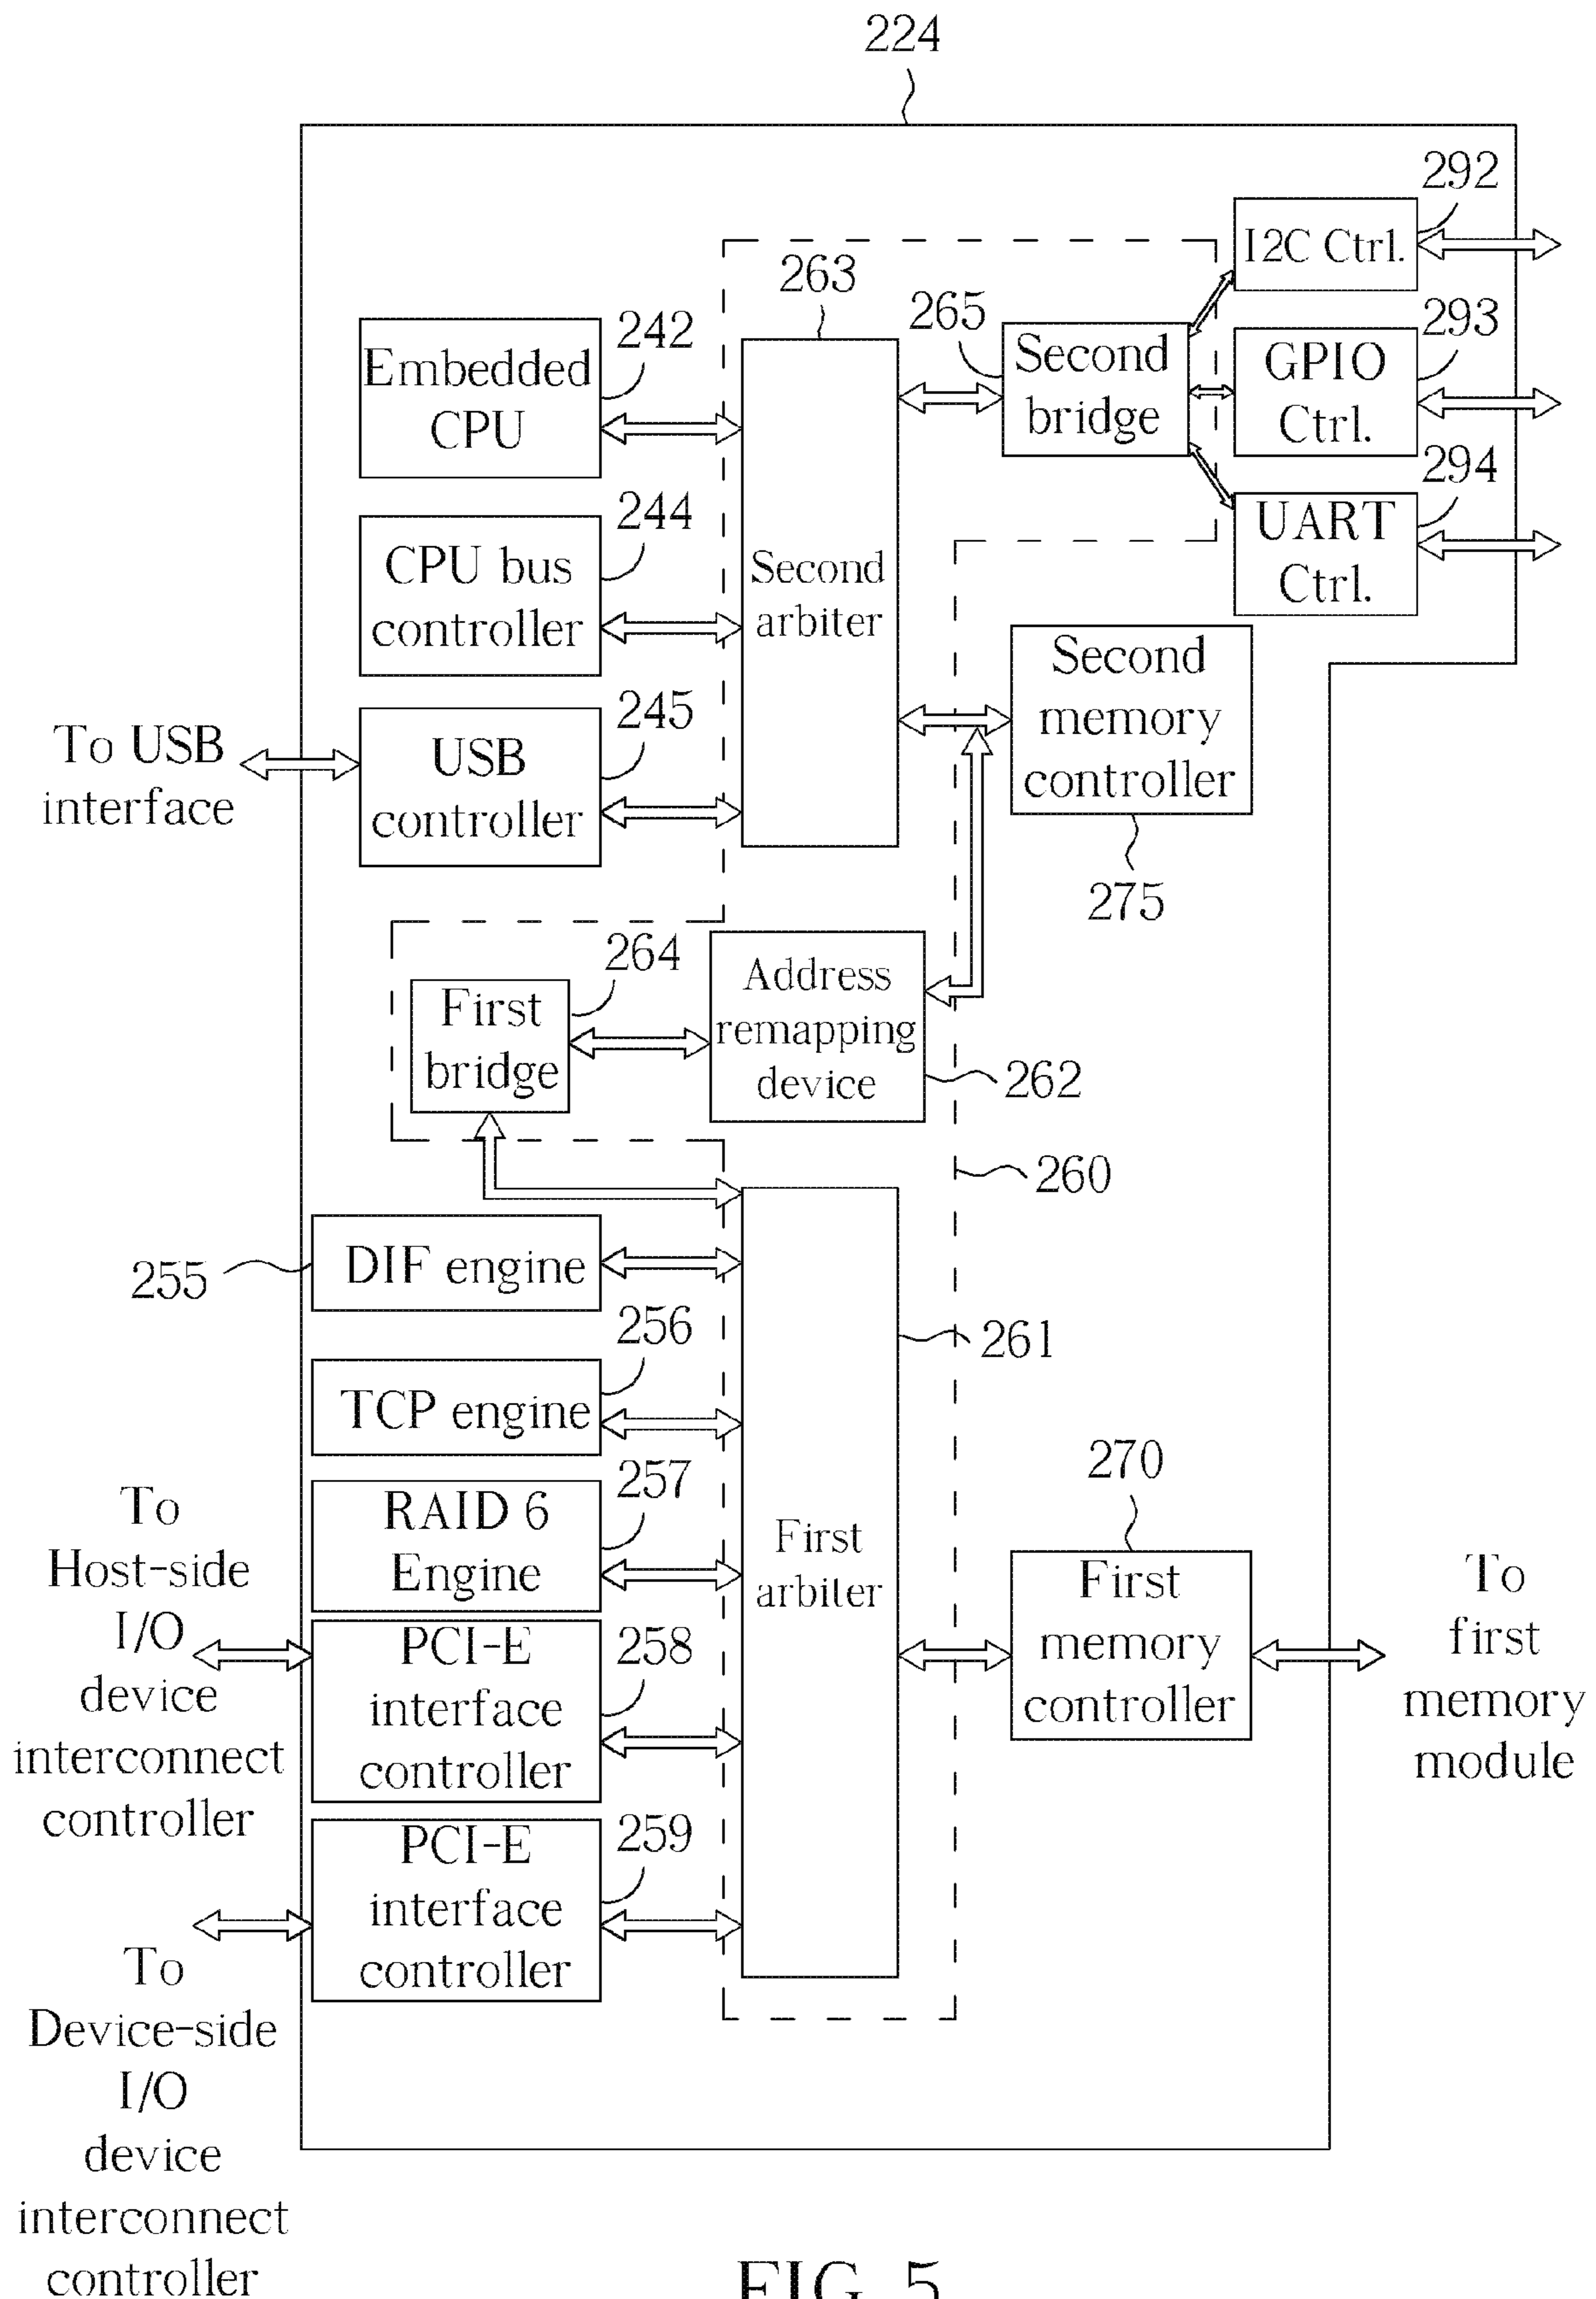 224
292
I2C Ctrl.
263
265
Second
bridge
293
GPIO
Ctrl.
242
Embedded
CPU
294
UART
Ctrl.
244
CPU bus
controller
Second
arbiter
Second
memory
controller
275
245
USB
controller
To USB
interface
264
First
bridge
Address
remapping
device
262
260
255
DIF engine
261
256
TCP engine
257
RAID 6
Engine
First
arbiter
270
First
memory
controller
To
first
memory
module
To
Host-side
I/O
device
interconnect
controller
258
PCI-E
interface
controller
259
PCI-E
interface
controller
To
Device-side
I/O
device
interconnect
controller
FIG. 5